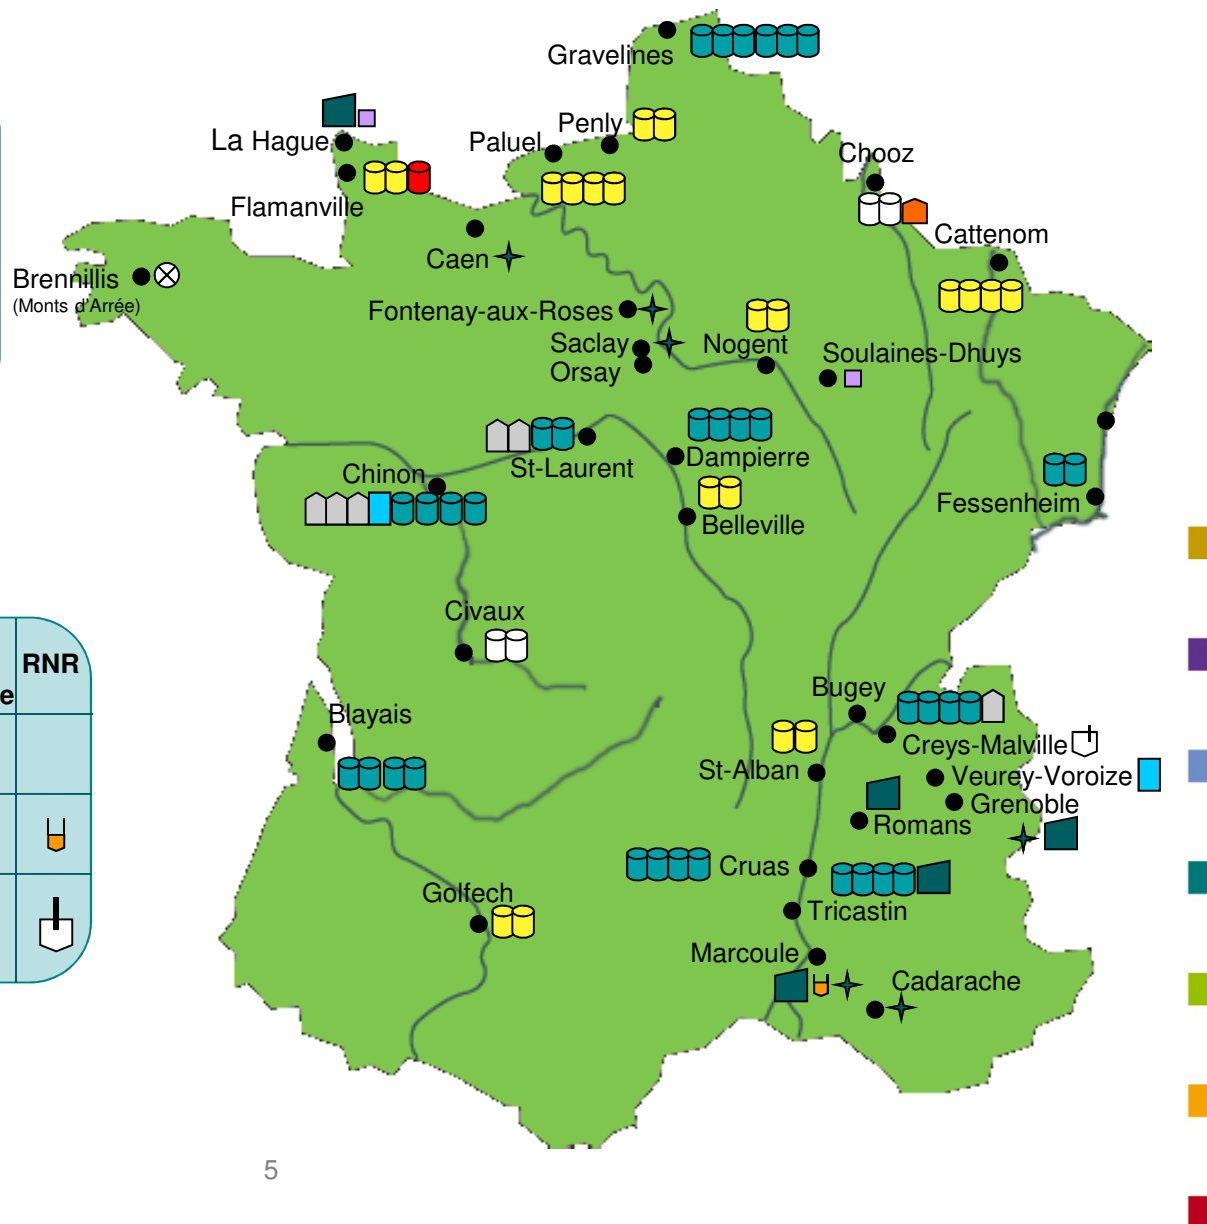 Gravelines
Penly
Paluel
La Hague
Chooz
Flamanville
Cattenom
Caen
Brennillis
(Monts d'Arrée)
Fontenay-aux-Roses
Saclay
Nogent
Soulaines-Dhuys
Orsay
Dampierre
St-Laurent
Chinon
Fessenheim
Belleville
Civaux
RNR
e
Bugey
Blayais
Creys-Malville
St-Alban
Veurey-Voroize
Grenoble
Romans
Cruas
Golfech
Tricastin
Marcoule
Cadarache
5